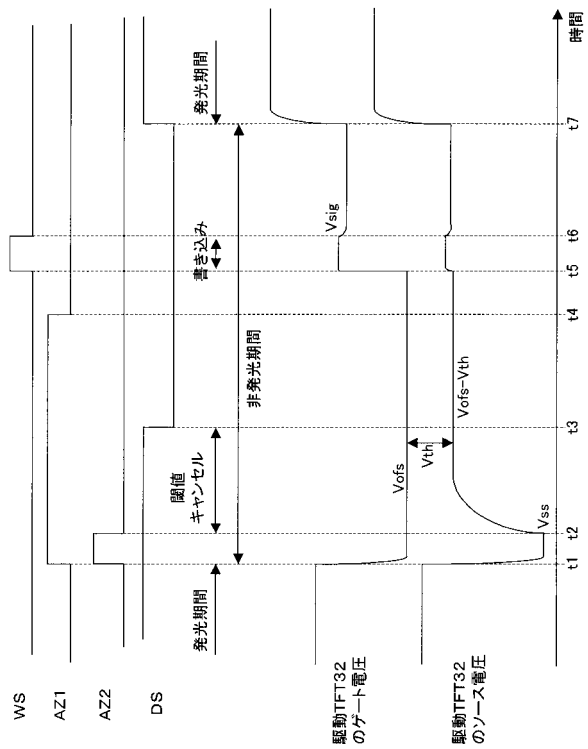 WS
AZ1
AZ2
DS
発光期間
閾値
キャンセル
書き込み
発光期間
非発光期間
駆動TFT32
のゲート電圧
Vofs
Vsig
Vth
駆動TFT32
のソース電圧
Vss
Vofs-Vth
t1
t2
t3
t4
t5
t6
t7
時間